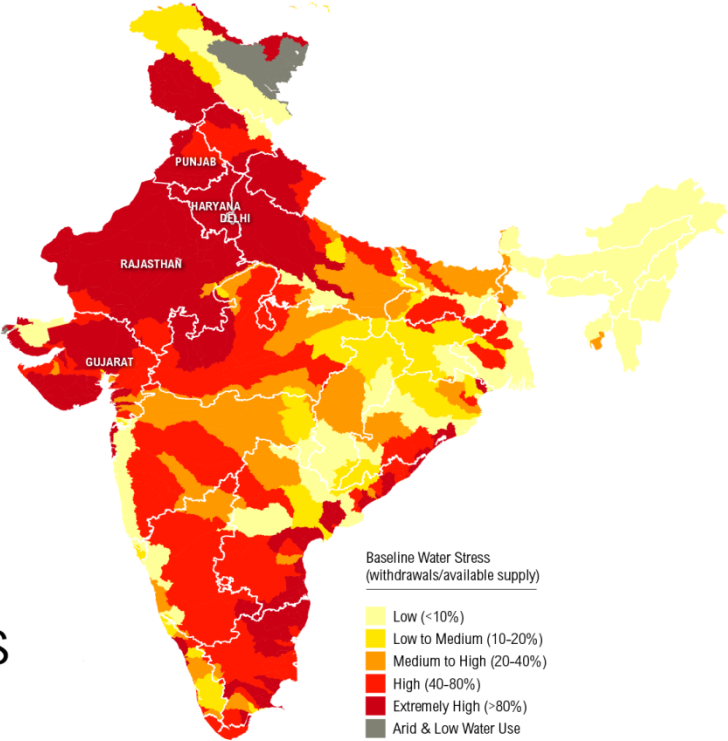 PUNJAB
HARYANA
DELHI
RAJASTHAN
GUJARAT
S
Baseline Water Stress
(withdrawals/available supply)
Low (<10%)
Low to Medium (10-20%)
Medium to High (20-40%)
High (40-80%)
Extremely High (>80%)
Arid & Low Water Use